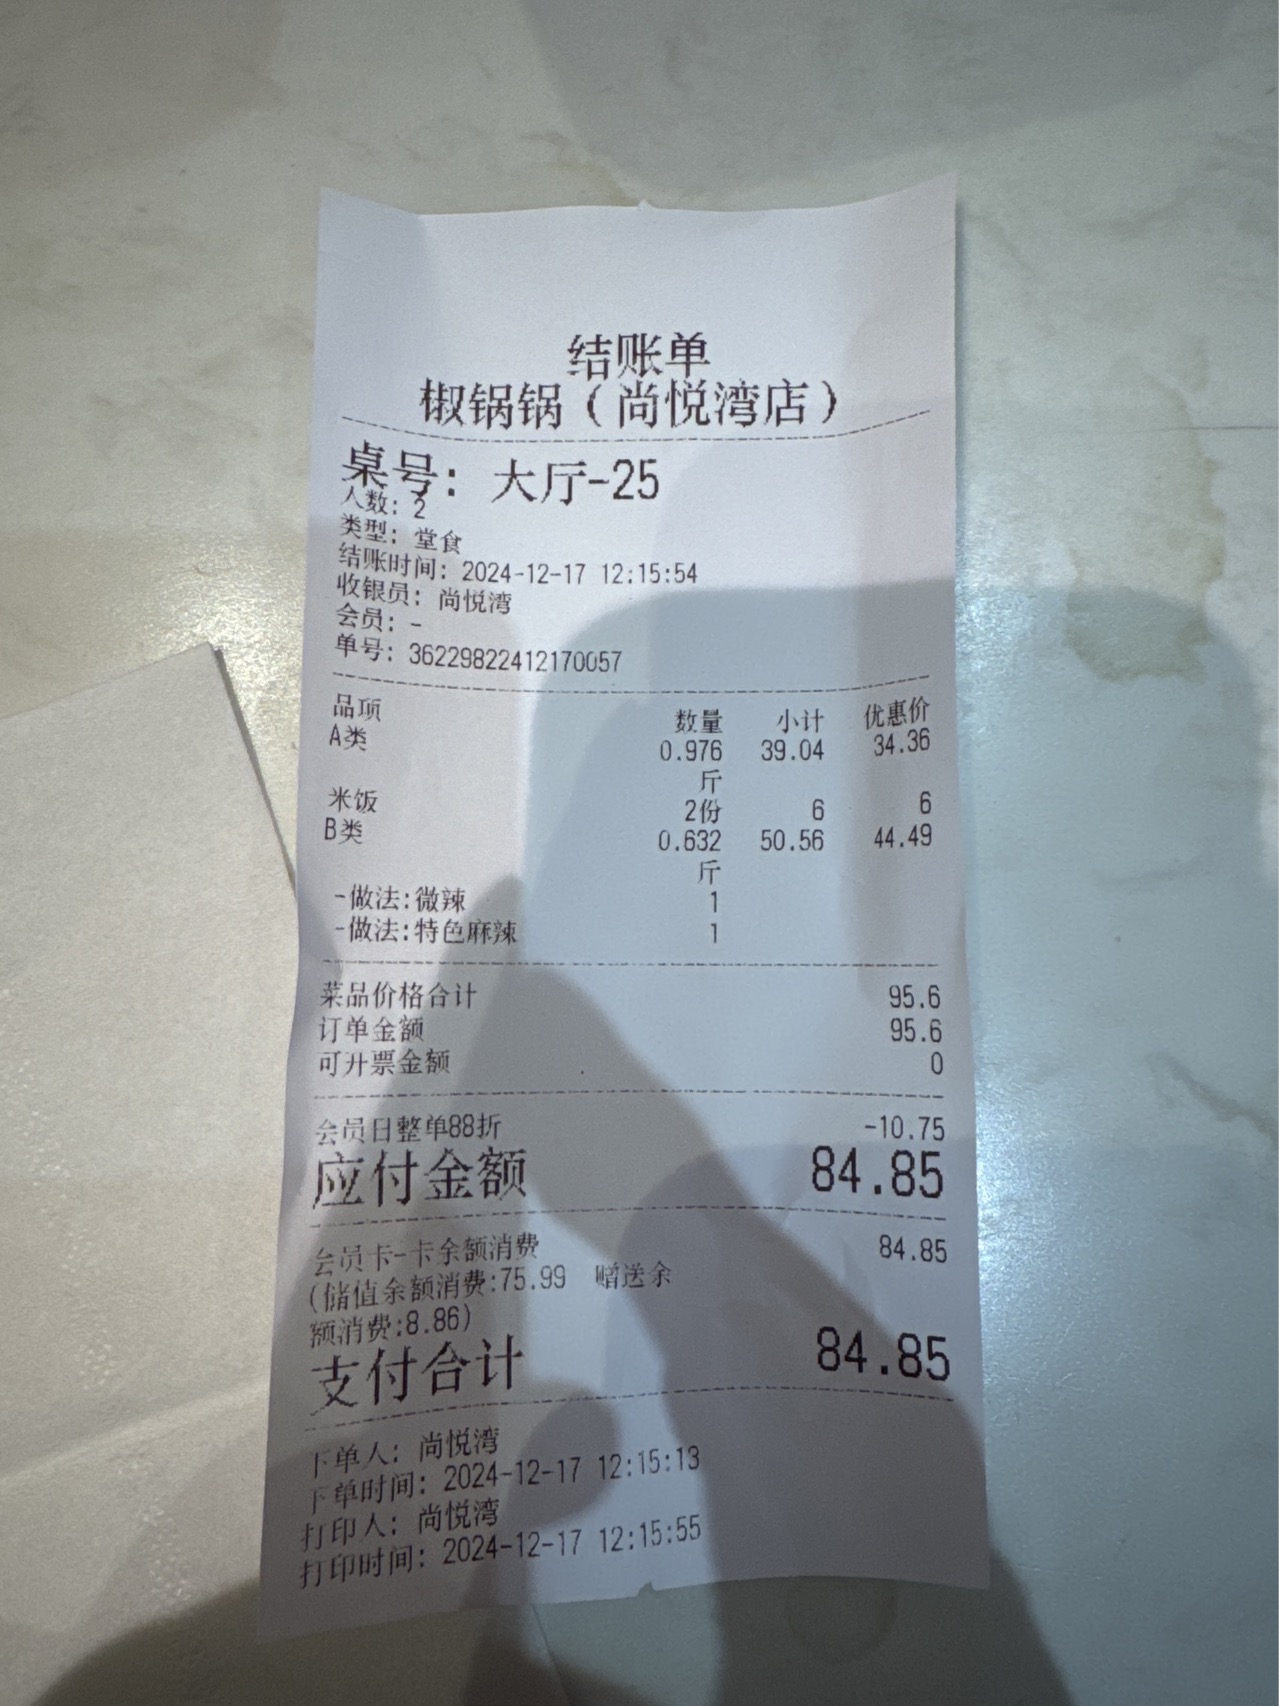 结账单
椒锅锅（尚悦湾店）
桌号：大厅-25
人数：2
类型：堂食
结账时间：2024-12-17 12:15:54
收银员：尚悦湾
会员：-
单号：36229822412170057
品项 数量 小计 优惠价
A类 0.976 39.04 34.36
斤
米饭 2份 6 6
B类 0.632 50.56 44.49
斤
-做法:微辣 1
-做法:特色麻辣 1
菜品价格合计 95.6
订单金额 95.6
可开票金额 0
会员日整单88折 -10.75
应付金额 84.85
会员卡-卡余额消费 84.85
(储值余额消费:75.99 赠送余
额消费:8.86)
支付合计 84.85
下单人：尚悦湾
下单时间：2024-12-17 12:15:13
打印人：尚悦湾
打印时间：2024-12-17 12:15:55